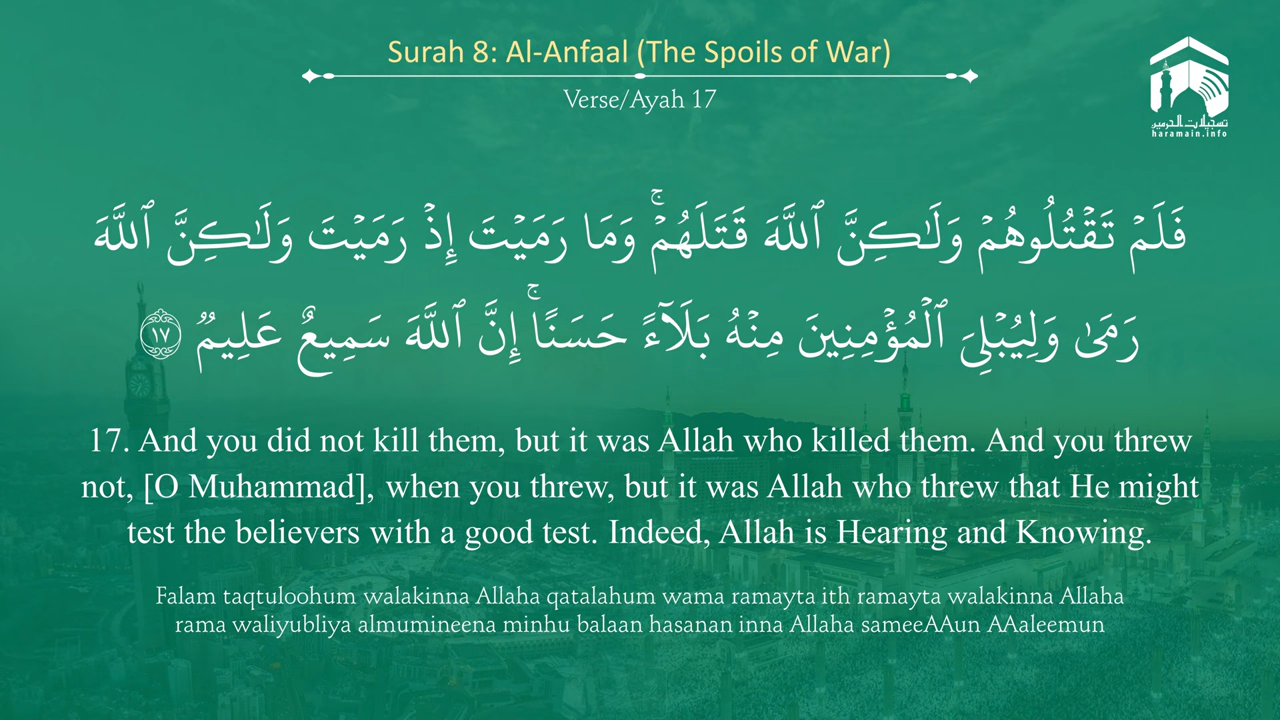 Surah 8: Al-Anfaal (The Spoils of War)
Verse/Ayah 17
تسجيلات الحرمين
haramain.info
فَلَمۡ تَقۡتُلُوهُمۡ وَلَٰكِنَّ ٱللَّهَ قَتَلَهُمۡۚ وَمَا رَمَيۡتَ إِذۡ رَمَيۡتَ وَلَٰكِنَّ ٱللَّهَ
رَمَىٰ وَلِيُبۡلِيَ ٱلۡمُؤۡمِنِينَ مِنۡهُ بَلَآءً حَسَنًاۚ إِنَّ ٱللَّهَ سَمِيعٌ عَلِيمٞ ١٧
17. And you did not kill them, but it was Allah who killed them. And you threw
not, [O Muhammad], when you threw, but it was Allah who threw that He might
test the believers with a good test. Indeed, Allah is Hearing and Knowing.
Falam taqtuloohum walakinna Allaha qatalahum wama ramayta ith ramayta walakinna Allaha
rama waliyubliya almumineena minhu balaan hasanan inna Allaha sameeAAun AAaleemun